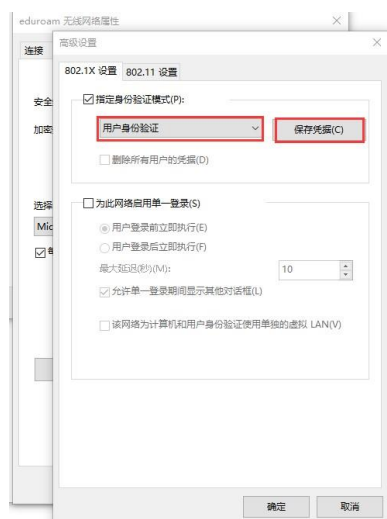 eduroam 无线网络属性
连接
高级设置
802.1X 设置 802.11 设置
安全
加密
指定身份验证模式(P):
用户身份验证 保存凭据(C)
删除所有用户的凭据(D)
选择
Mic
为此网络启用单一登录(S)
用户登录前立即执行(E)
用户登录后立即执行(F)
最大延迟(秒)(M): 10
允许单一登录期间显示其他对话框(L)
该网络为计算机和用户身份验证使用单独的虚拟 LAN(V)
确定 取消